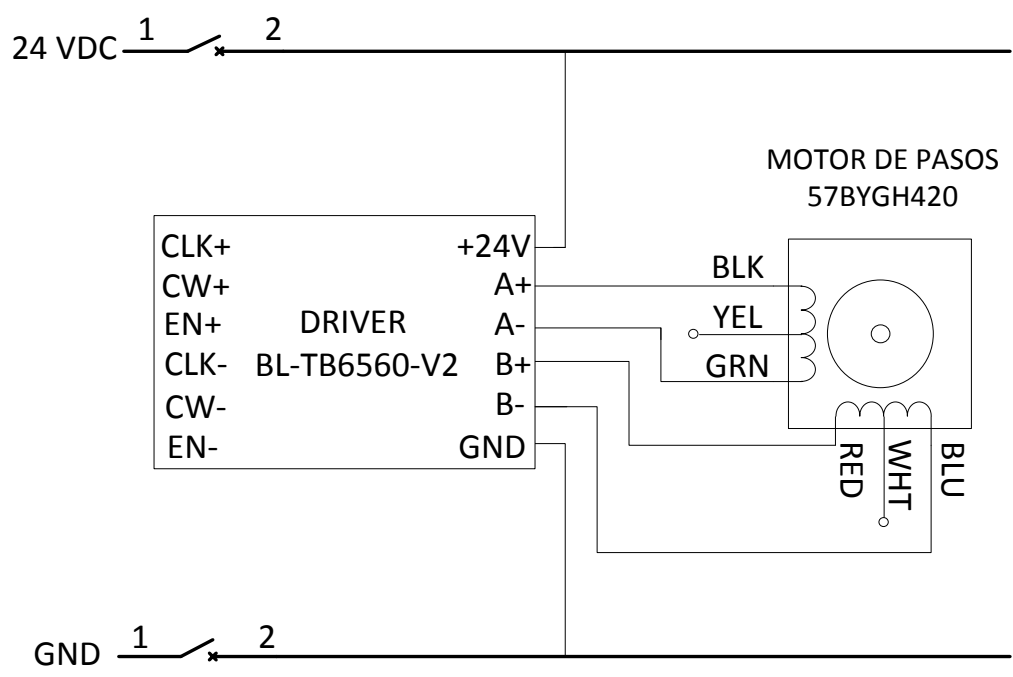 1 2
24 VDC
MOTOR DE PASOS
57BYGH420
CLK+ +24V
CW+ A+
EN+ DRIVER A-
CLK- BL-TB6560-V2 B+
CW- B-
EN- GND
BLK
YEL
GRN
RED
WHT
BLU
1 2
GND